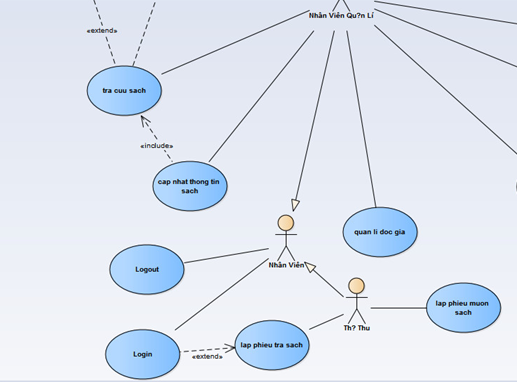 Nhân Viên Qu?n Lí
«extend»
tra cuu sach
«include»
cap nhat thong tin
sach
quan li doc gia
Nhân Viên
Logout
lap phieu muon
sach
Th? Thu
lap phieu tra sach
Login
«extend»